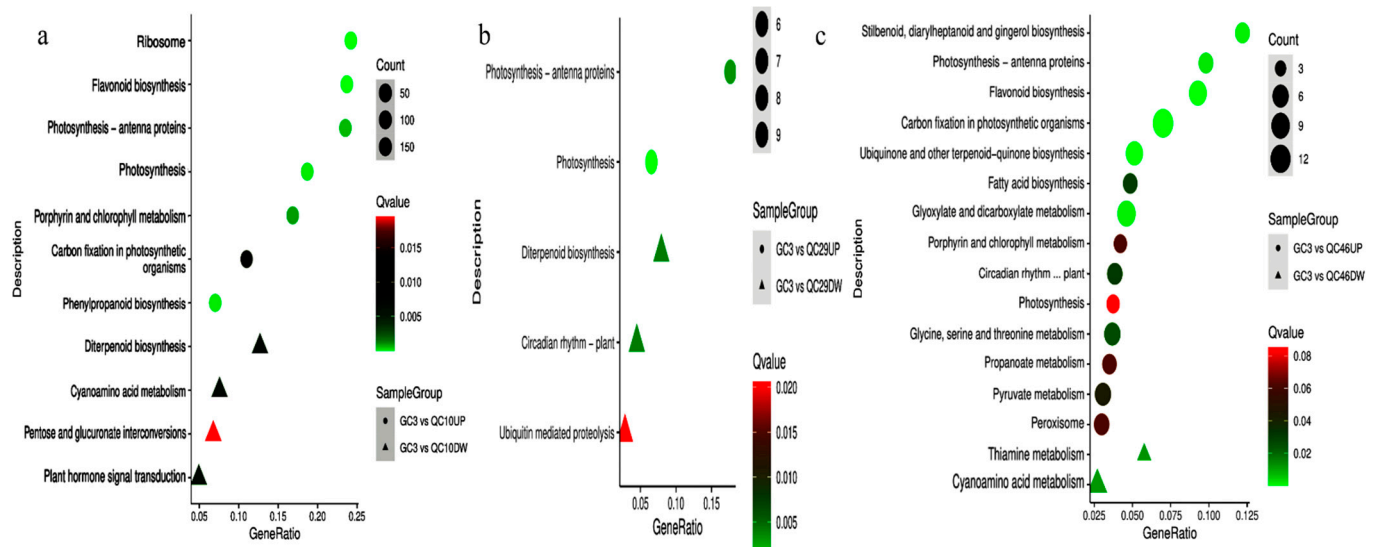 a
Description
Ribosome
Flavonoid biosynthesis
Photosynthesis – antenna proteins
Photosynthesis
Porphyrin and chlorophyll metabolism
Carbon fixation in photosynthetic
organisms
Phenylpropanoid biosynthesis
Diterpenoid biosynthesis
Cyanoamino acid metabolism
Pentose and glucuronate interconversions
Plant hormone signal transduction
0.05 0.10 0.15 0.20 0.25
GeneRatio
Count
50
100
150
Qvalue
0.015
0.010
0.005
SampleGroup
GC3 vs QC10UP
GC3 vs QC10DW
b
Description
Photosynthesis – antenna proteins
Photosynthesis
Diterpenoid biosynthesis
Circadian rhythm – plant
Ubiquitin mediated proteolysis
0.05 0.10 0.15
GeneRatio
6
7
8
9
SampleGroup
GC3 vs QC29UP
GC3 vs QC29DW
Qvalue
0.020
0.015
0.010
0.005
c
Description
Stilbenoid, diarylheptanoid and gingerol biosynthesis
Photosynthesis – antenna proteins
Flavonoid biosynthesis
Carbon fixation in photosynthetic organisms
Ubiquinone and other terpenoid–quinone biosynthesis
Fatty acid biosynthesis
Glyoxylate and dicarboxylate metabolism
Porphyrin and chlorophyll metabolism
Circadian rhythm ... plant
Photosynthesis
Glycine, serine and threonine metabolism
Propanoate metabolism
Pyruvate metabolism
Peroxisome
Thiamine metabolism
Cyanoamino acid metabolism
0.025 0.050 0.075 0.100 0.125
GeneRatio
Count
3
6
9
12
SampleGroup
GC3 vs QC46UP
GC3 vs QC46DW
Qvalue
0.08
0.06
0.04
0.02